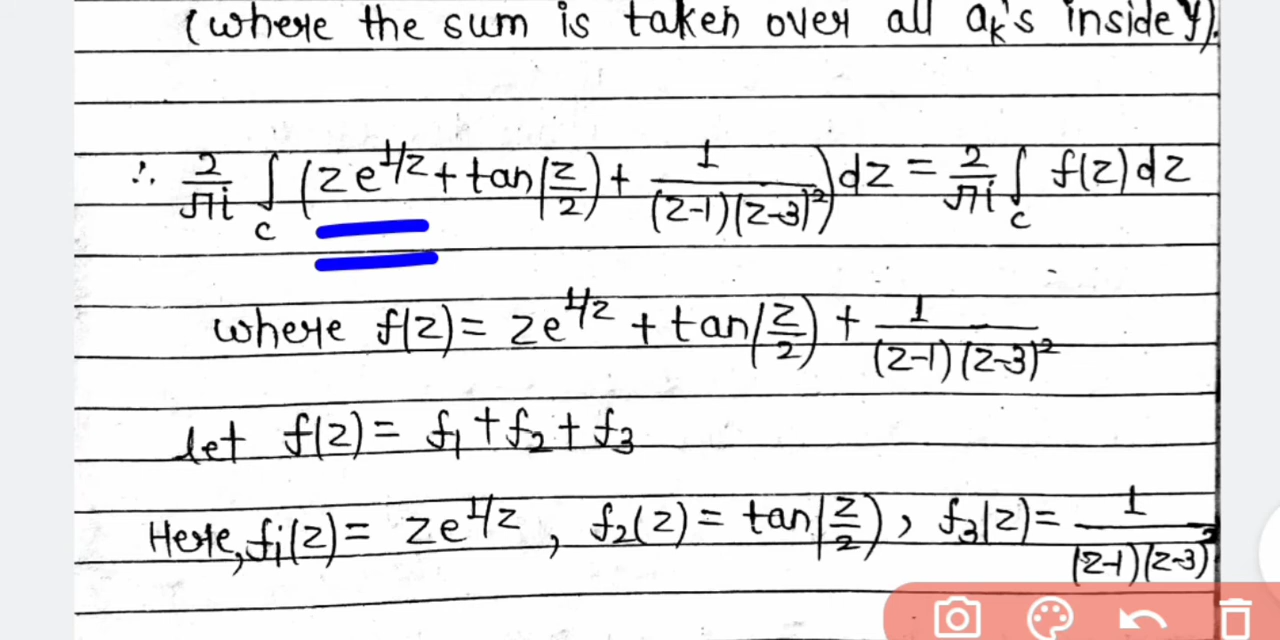 (where the sum is taken over all aₖ's inside γ).
∴ 2/πi ∫_C (ze^{1/z} + tan(z/2) + 1/((z-1)(z-3)²)) dz = 2/πi ∫_C f(z) dz
where f(z) = ze^{1/z} + tan(z/2) + 1/((z-1)(z-3)²)
let f(z) = f₁ + f₂ + f₃
Here, f₁(z) = ze^{1/z}, f₂(z) = tan(z/2), f₃(z) = 1/((z-1)(z-3)²)